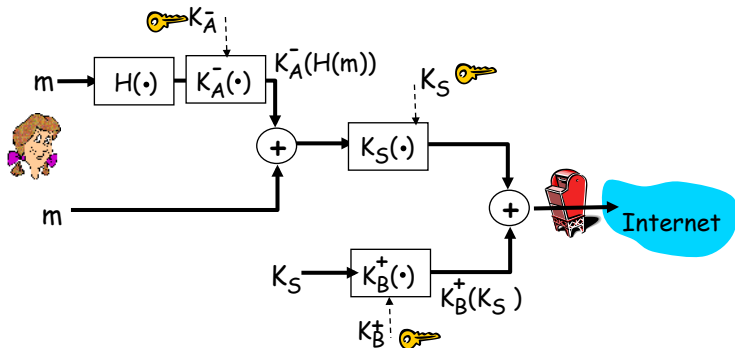 K_A^-
m
H(·)
K_A^-(·)
K_A^-(H(m))
K_S
+
K_S(·)
m
+
Internet
K_S
K_B^+(·)
K_B^+(K_S )
K_B^+